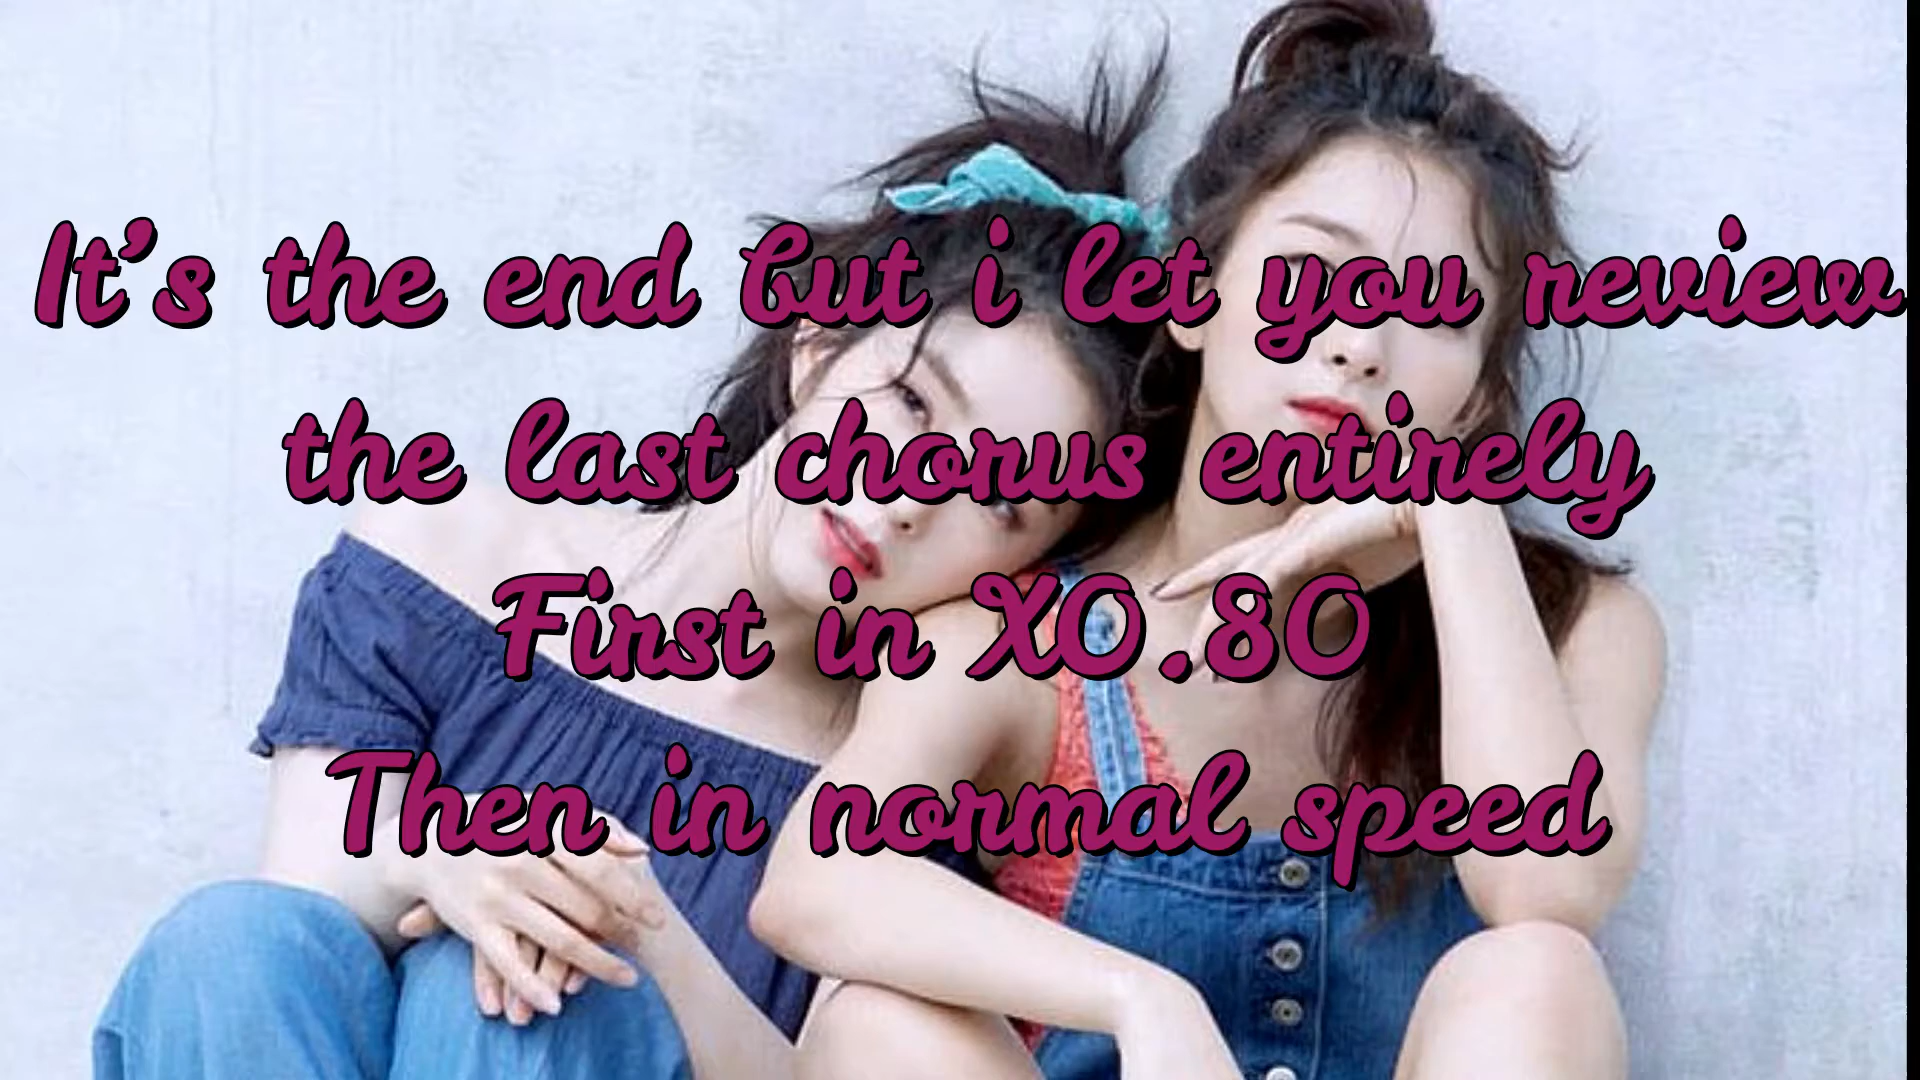 It's the end but i let you review
the last chorus entirely
First in X0.80
Then in normal speed